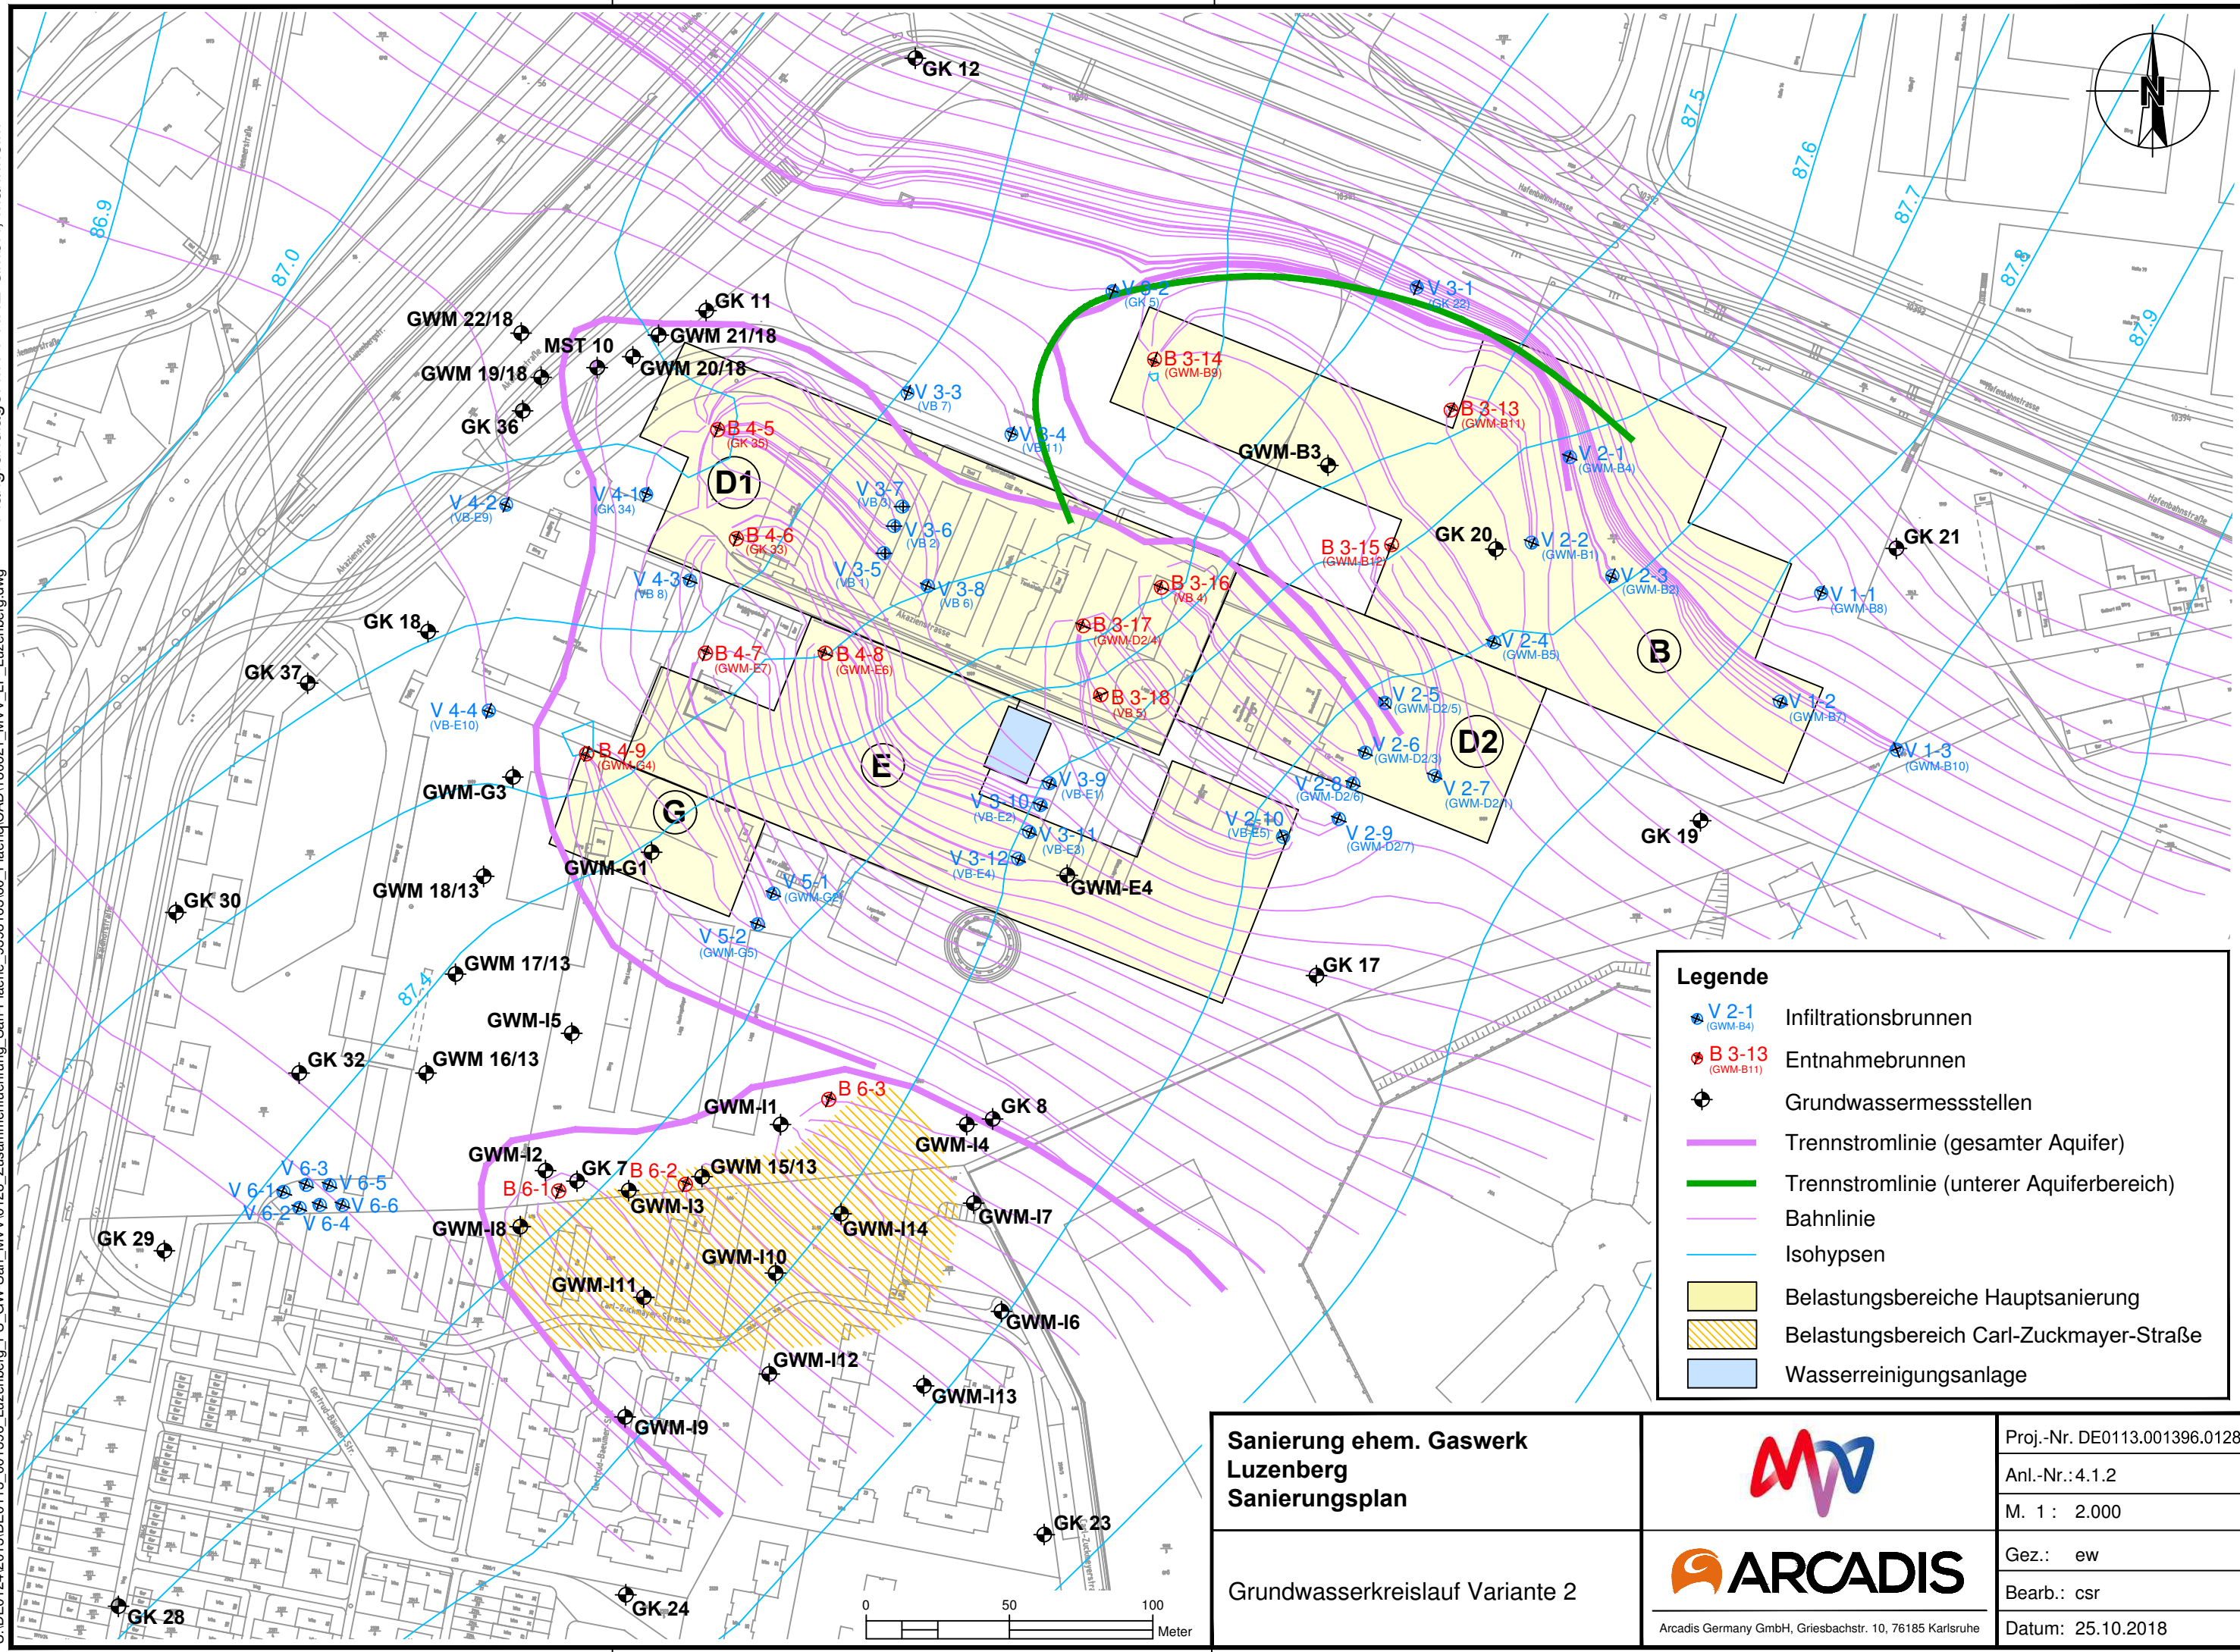 GK 12
87.5
87.6
87.7
87.8
87.9
86.9
87.0
N
Hafenbahnstrasse
GK 11
GWM 22/18
GWM 21/18
MST 10
GWM 20/18
GWM 19/18
GK 36
V 3-2
(GK 5)
V 3-1
(GK 22)
B 3-14
(GWM-B9)
B 3-13
(GWM-B11)
V 3-3
(VB 7)
V 3-4
(VB 11)
B 4-5
(GK 35)
D1
GWM-B3
V 2-1
(GWM-B4)
V 4-2
(VB-E9)
V 4-1
(GK 34)
V 3-7
(VB 3)
V 3-6
(VB 2)
V 3-5
(VB 1)
B 4-6
(GK 33)
B 3-15
(GWM-B12)
GK 20
V 2-2
(GWM-B1)
GK 21
V 4-3
(VB 8)
V 3-8
(VB 6)
B 3-16
(VB 4)
V 2-3
(GWM-B2)
V 1-1
(GWM-B8)
Akazienstraße
Akazienstrasse
GK 18
B 3-17
(GWM-D2/4)
V 2-4
(GWM-B5)
B
GK 37
B 4-7
(GWM-E7)
B 4-8
(GWM-E6)
B 3-18
(VB 5)
V 2-5
(GWM-D2/5)
V 1-2
(GWM-B7)
V 4-4
(VB-E10)
B 4-9
(GWM-G4)
E
V 2-6
(GWM-D2/3)
D2
V 1-3
(GWM-B10)
GWM-G3
G
V 3-9
(VB-E1)
V 3-10
(VB-E2)
V 2-8
(GWM-D2/6)
V 2-7
(GWM-D2/1)
V 3-11
(VB-E3)
V 2-10
(VB-E5)
V 2-9
(GWM-D2/7)
GK 19
V 3-12
(VB-E4)
GWM-G1
GWM-E4
GWM 18/13
V 5-1
(GWM-G2)
V 5-2
(GWM-G5)
GK 30
GWM 17/13
GK 17
87.4
GWM-I5
GK 32
GWM 16/13
GWM-I1
B 6-3
GK 8
GWM-I4
GWM-I2
GK 7
B 6-2
GWM 15/13
B 6-1
GWM-I3
V 6-3
V 6-1
V 6-5
V 6-2
V 6-4
V 6-6
GWM-I8
GWM-I7
GWM-I14
GK 29
GWM-I10
GWM-I11
Carl-Zuckmayer-Strasse
GWM-I6
GWM-I12
GWM-I13
GWM-I9
GK 23
GK 24
GK 28
0 50 100
Meter
Legende
V 2-1
(GWM-B4)
Infiltrationsbrunnen
B 3-13
(GWM-B11)
Entnahmebrunnen
Grundwassermessstellen
Trennstromlinie (gesamter Aquifer)
Trennstromlinie (unterer Aquiferbereich)
Bahnlinie
Isohypsen
Belastungsbereiche Hauptsanierung
Belastungsbereich Carl-Zuckmayer-Straße
Wasserreinigungsanlage
Sanierung ehem. Gaswerk
Luzenberg
Sanierungsplan
Grundwasserkreislauf Variante 2
MVV
ARCADIS
Arcadis Germany GmbH, Griesbachstr. 10, 76185 Karlsruhe
Proj.-Nr. DE0113.001396.0128
Anl.-Nr.: 4.1.2
M. 1 : 2.000
Gez.: ew
Bearb.: csr
Datum: 25.10.2018